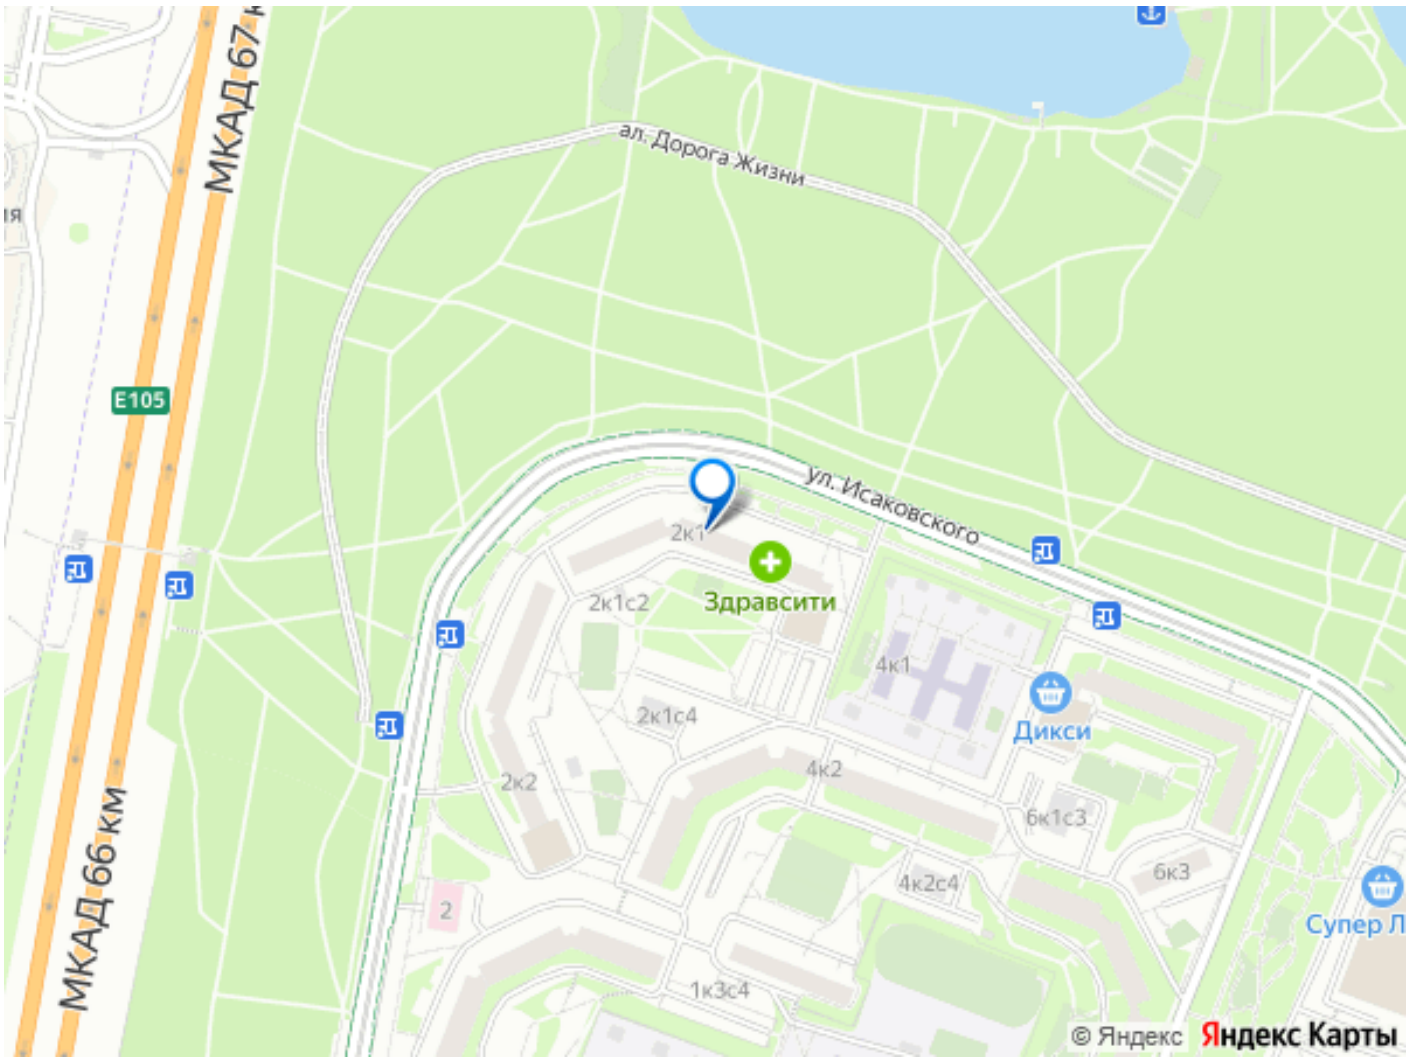 МКАД 67 к
ал. Дорога Жизни
ия
E105
ул. Исаковского
2к1
Здравсити
2к1с2
4к1
2к1с4
Дикси
2к2
4к2
6к1с3
МКАД 66 км
6к3
4к2с4
2
Супер Л
1к3с4
© Яндекс Яндекс Карты